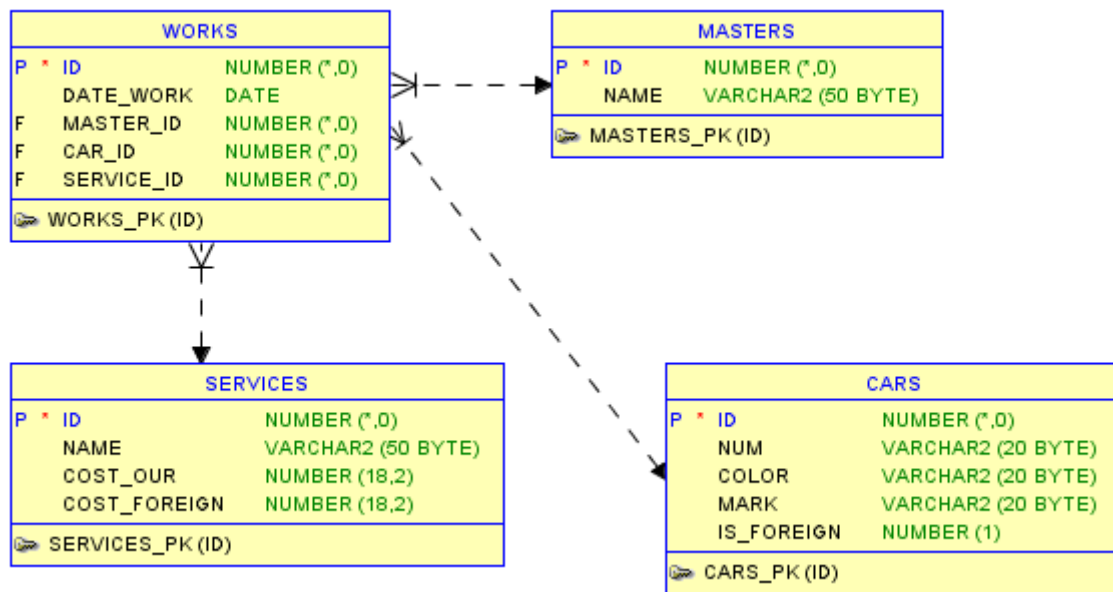 WORKS
P * ID NUMBER (*,0)
DATE_WORK DATE
F MASTER_ID NUMBER (*,0)
F CAR_ID NUMBER (*,0)
F SERVICE_ID NUMBER (*,0)
WORKS_PK (ID)
MASTERS
P * ID NUMBER (*,0)
NAME VARCHAR2 (50 BYTE)
MASTERS_PK (ID)
SERVICES
P * ID NUMBER (*,0)
NAME VARCHAR2 (50 BYTE)
COST_OUR NUMBER (18,2)
COST_FOREIGN NUMBER (18,2)
SERVICES_PK (ID)
CARS
P * ID NUMBER (*,0)
NUM VARCHAR2 (20 BYTE)
COLOR VARCHAR2 (20 BYTE)
MARK VARCHAR2 (20 BYTE)
IS_FOREIGN NUMBER (1)
CARS_PK (ID)